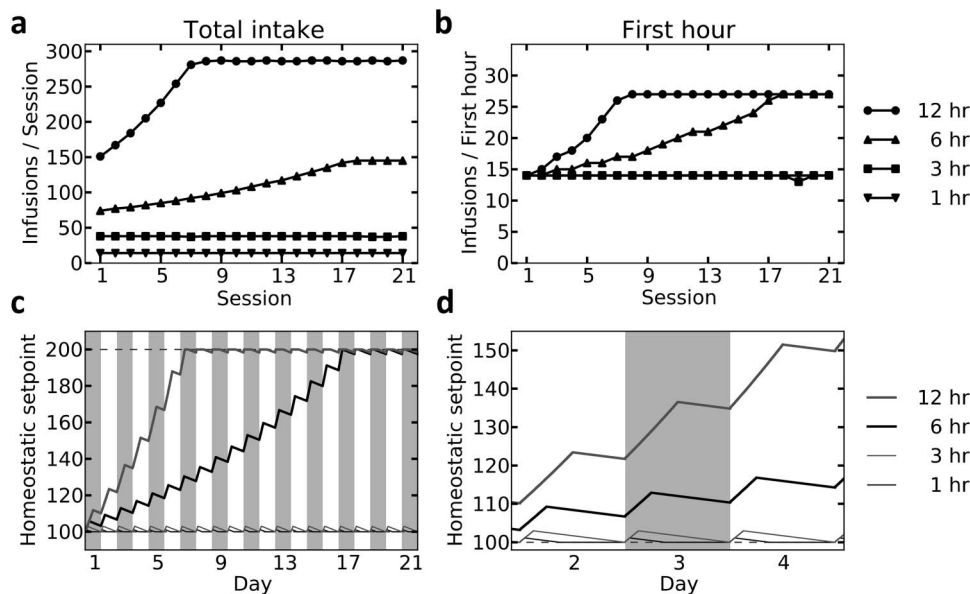 a
Total intake
Infusions / Session
300
250
200
150
100
50
0
1 5 9 13 17 21
Session
b
First hour
Infusions / First hour
35
30
25
20
15
10
5
0
1 5 9 13 17 21
Session
12 hr
6 hr
3 hr
1 hr
c
Homeostatic setpoint
200
180
160
140
120
100
1 5 9 13 17 21
Day
d
Homeostatic setpoint
150
140
130
120
110
100
2 3 4
Day
12 hr
6 hr
3 hr
1 hr